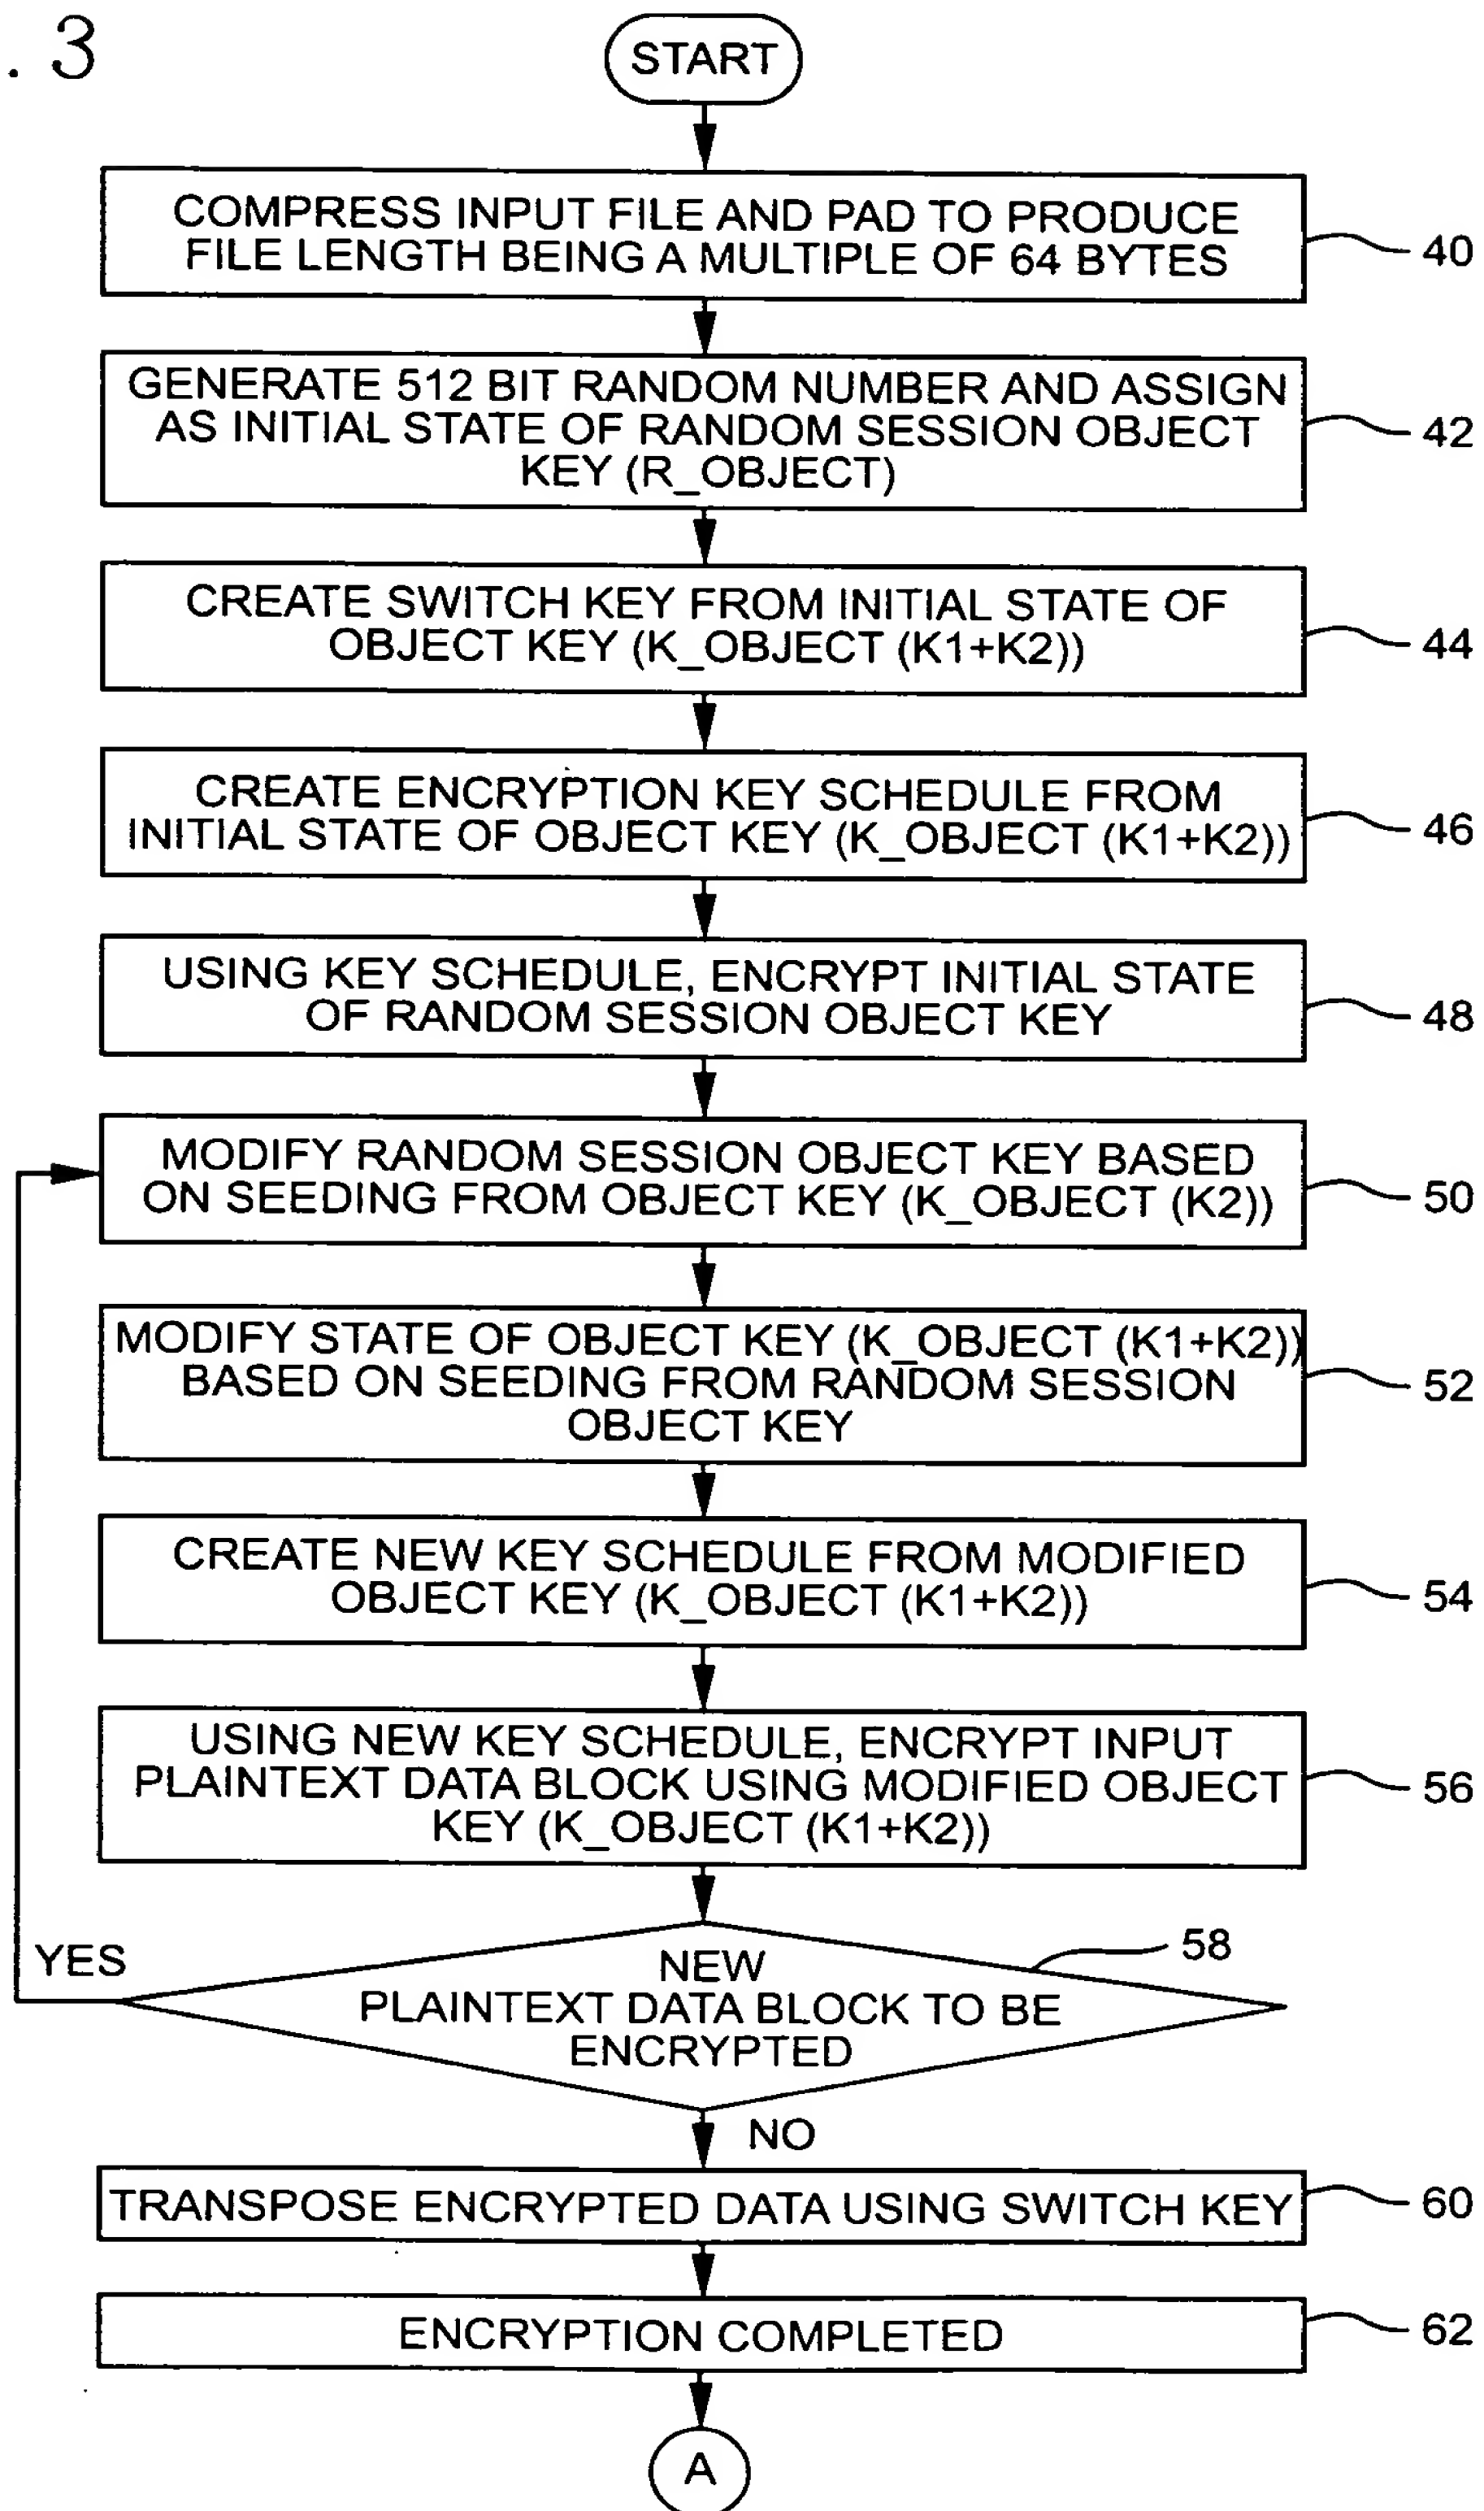 . 3
START
COMPRESS INPUT FILE AND PAD TO PRODUCE
FILE LENGTH BEING A MULTIPLE OF 64 BYTES
40
GENERATE 512 BIT RANDOM NUMBER AND ASSIGN
AS INITIAL STATE OF RANDOM SESSION OBJECT
KEY (R_OBJECT)
42
CREATE SWITCH KEY FROM INITIAL STATE OF
OBJECT KEY (K_OBJECT (K1+K2))
44
CREATE ENCRYPTION KEY SCHEDULE FROM
INITIAL STATE OF OBJECT KEY (K_OBJECT (K1+K2))
46
USING KEY SCHEDULE, ENCRYPT INITIAL STATE
OF RANDOM SESSION OBJECT KEY
48
MODIFY RANDOM SESSION OBJECT KEY BASED
ON SEEDING FROM OBJECT KEY (K_OBJECT (K2))
50
MODIFY STATE OF OBJECT KEY (K_OBJECT (K1+K2))
BASED ON SEEDING FROM RANDOM SESSION
OBJECT KEY
52
CREATE NEW KEY SCHEDULE FROM MODIFIED
OBJECT KEY (K_OBJECT (K1+K2))
54
USING NEW KEY SCHEDULE, ENCRYPT INPUT
PLAINTEXT DATA BLOCK USING MODIFIED OBJECT
KEY (K_OBJECT (K1+K2))
56
YES
58
NEW
PLAINTEXT DATA BLOCK TO BE
ENCRYPTED
NO
TRANSPOSE ENCRYPTED DATA USING SWITCH KEY
60
ENCRYPTION COMPLETED
62
A